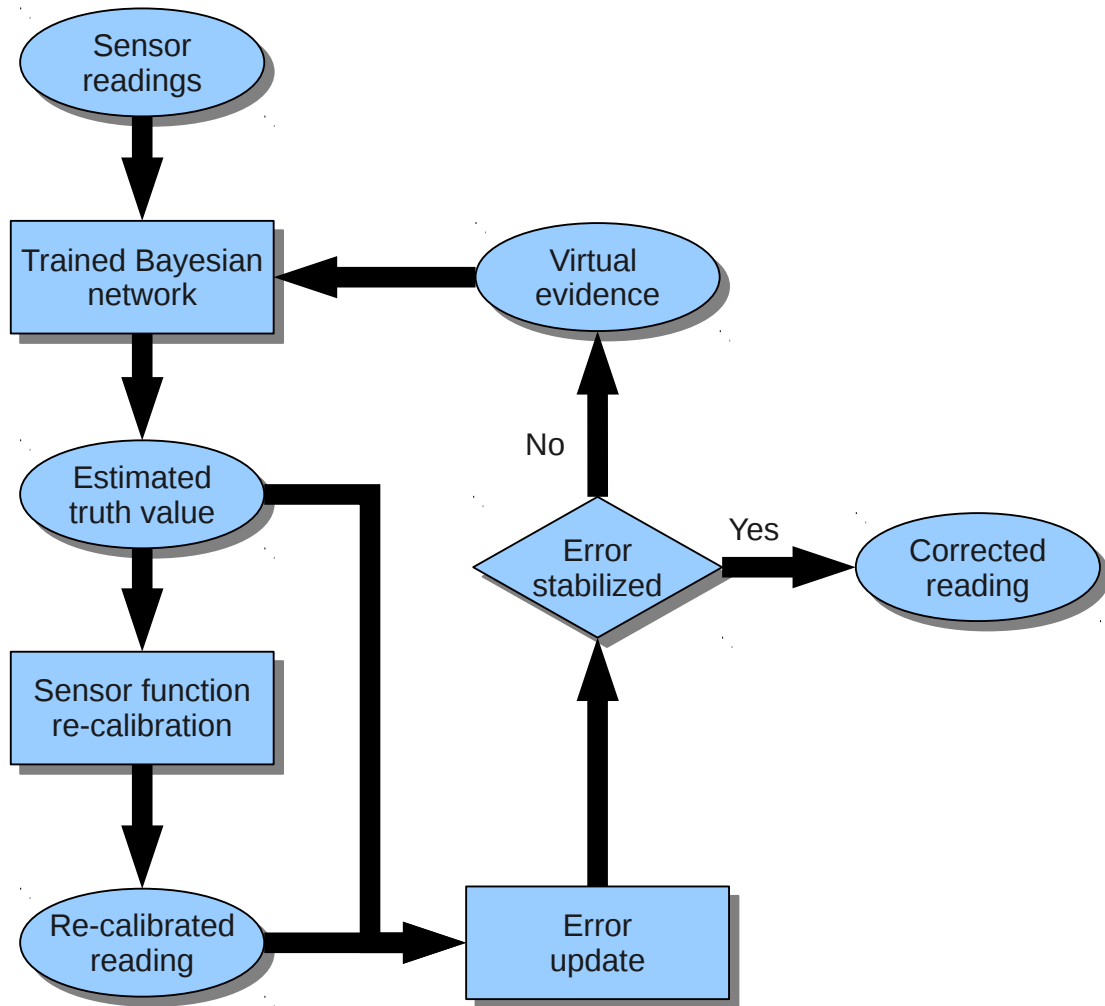 Sensor
readings
Trained Bayesian
network
Virtual
evidence
Estimated
truth value
No
Error
stabilized
Yes
Corrected
reading
Sensor function
re-calibration
Re-calibrated
reading
Error
update